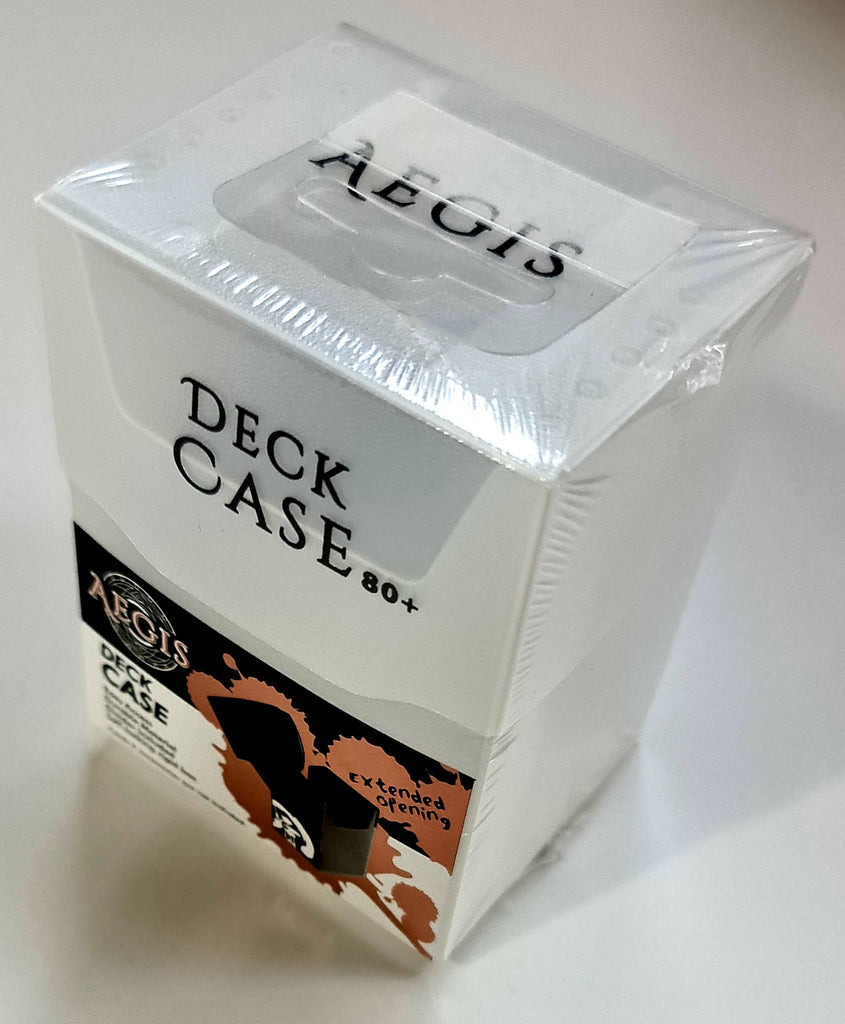 AEGIS
DECK
CASE 80+
AEGIS
DECK
CASE
Extended
opening